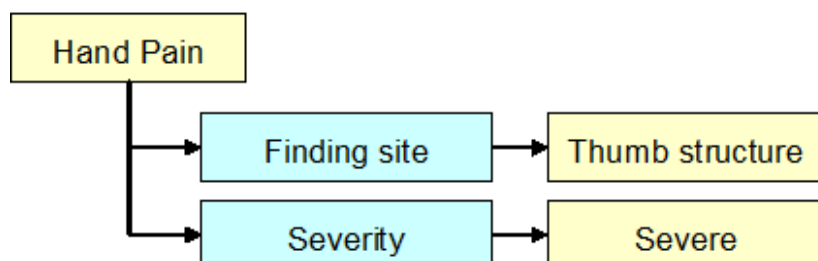 Hand Pain
Finding site
Thumb structure
Severity
Severe